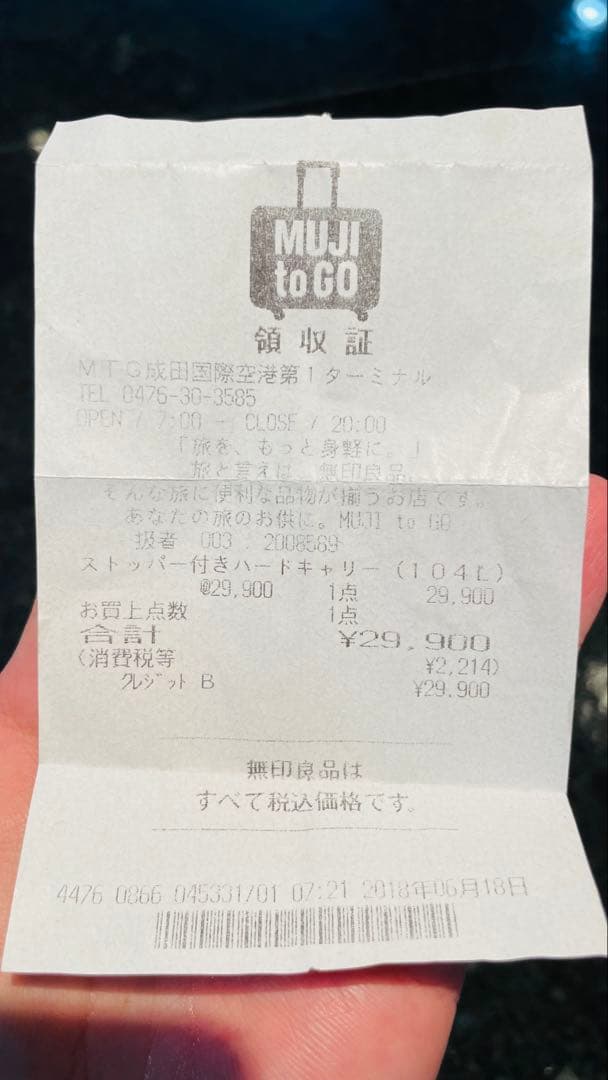 MUJI
to GO
領収証
MTG成田国際空港第1ターミナル
TEL 0476-30-3585
OPEN / 7:00 - CLOSE / 20:00
「旅を、もっと身軽に。」
旅と言えば、無印良品。
そんな旅に便利な品物が揃うお店です。
あなたの旅のお供に。MUJI to GO
扱者 003 : 2008589
ストッパー付きハードキャリー(104L)
@29,900 1点 29,900
お買上点数 1点
合計 ¥29,900
(消費税等 ¥2,214)
クレジット B ¥29,900
無印良品は
すべて税込価格です。
4476 0866 045331/01 07:21 2018年06月18日